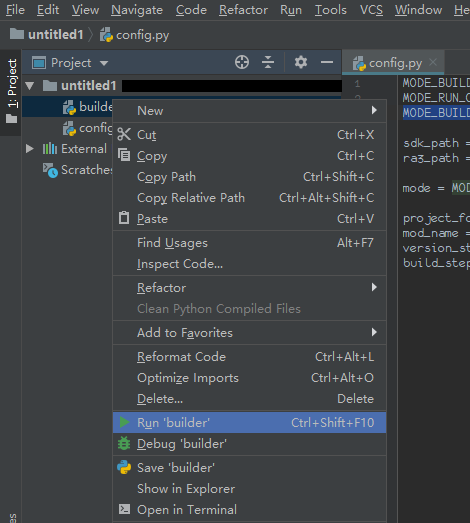 File Edit View Navigate Code Refactor Run Tools VCS Window He
untitled1 config.py
1: Project
Project
config.py
untitled1
builde
config
External
Scratches
New
Cut Ctrl+X
Copy Ctrl+C
Copy Path Ctrl+Shift+C
Copy Relative Path Ctrl+Alt+Shift+C
Paste Ctrl+V
Find Usages Alt+F7
Inspect Code...
Refactor
Clean Python Compiled Files
Add to Favorites
Reformat Code Ctrl+Alt+L
Optimize Imports Ctrl+Alt+O
Delete... Delete
Run 'builder' Ctrl+Shift+F10
Debug 'builder'
Save 'builder'
Show in Explorer
Open in Terminal
1 MODE_BUILD
2 MODE_RUN_
MODE_BUILD
sdk_path =
ra3_path =
mode = MOD
project_fo
mod_name =
version_st
build_step